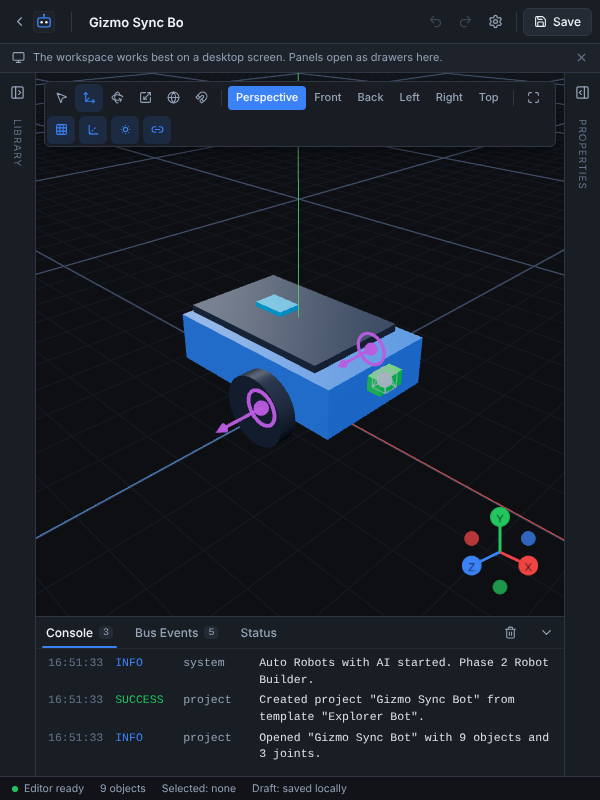 Gizmo Sync Bo
Save
The workspace works best on a desktop screen. Panels open as drawers here.
LIBRARY
Perspective Front Back Left Right Top
PROPERTIES
Y
Z
X
Console 3 Bus Events 5 Status
16:51:33 INFO system Auto Robots with AI started. Phase 2 Robot
Builder.
16:51:33 SUCCESS project Created project "Gizmo Sync Bot" from
template "Explorer Bot".
16:51:33 INFO project Opened "Gizmo Sync Bot" with 9 objects and
3 joints.
Editor ready 9 objects Selected: none Draft: saved locally